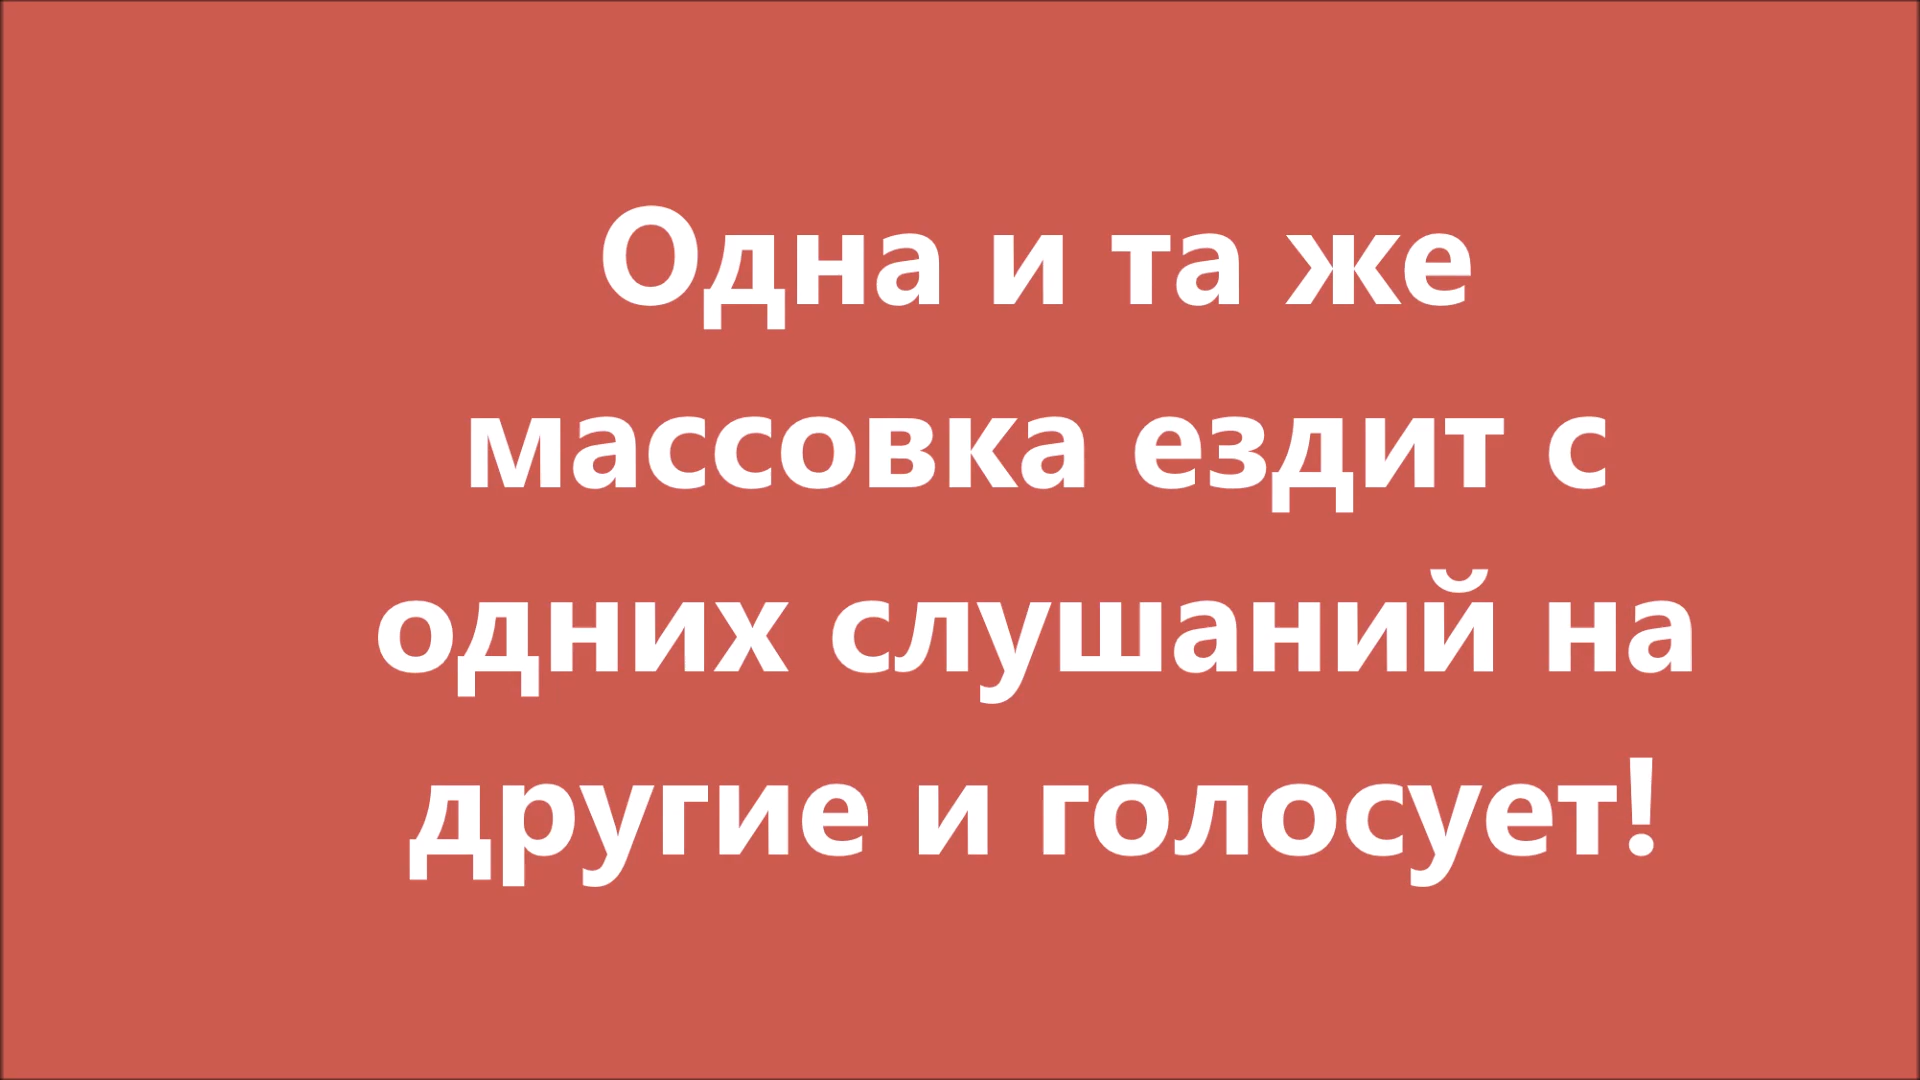 Одна и та же
массовка ездит с
одних слушаний на
другие и голосует!